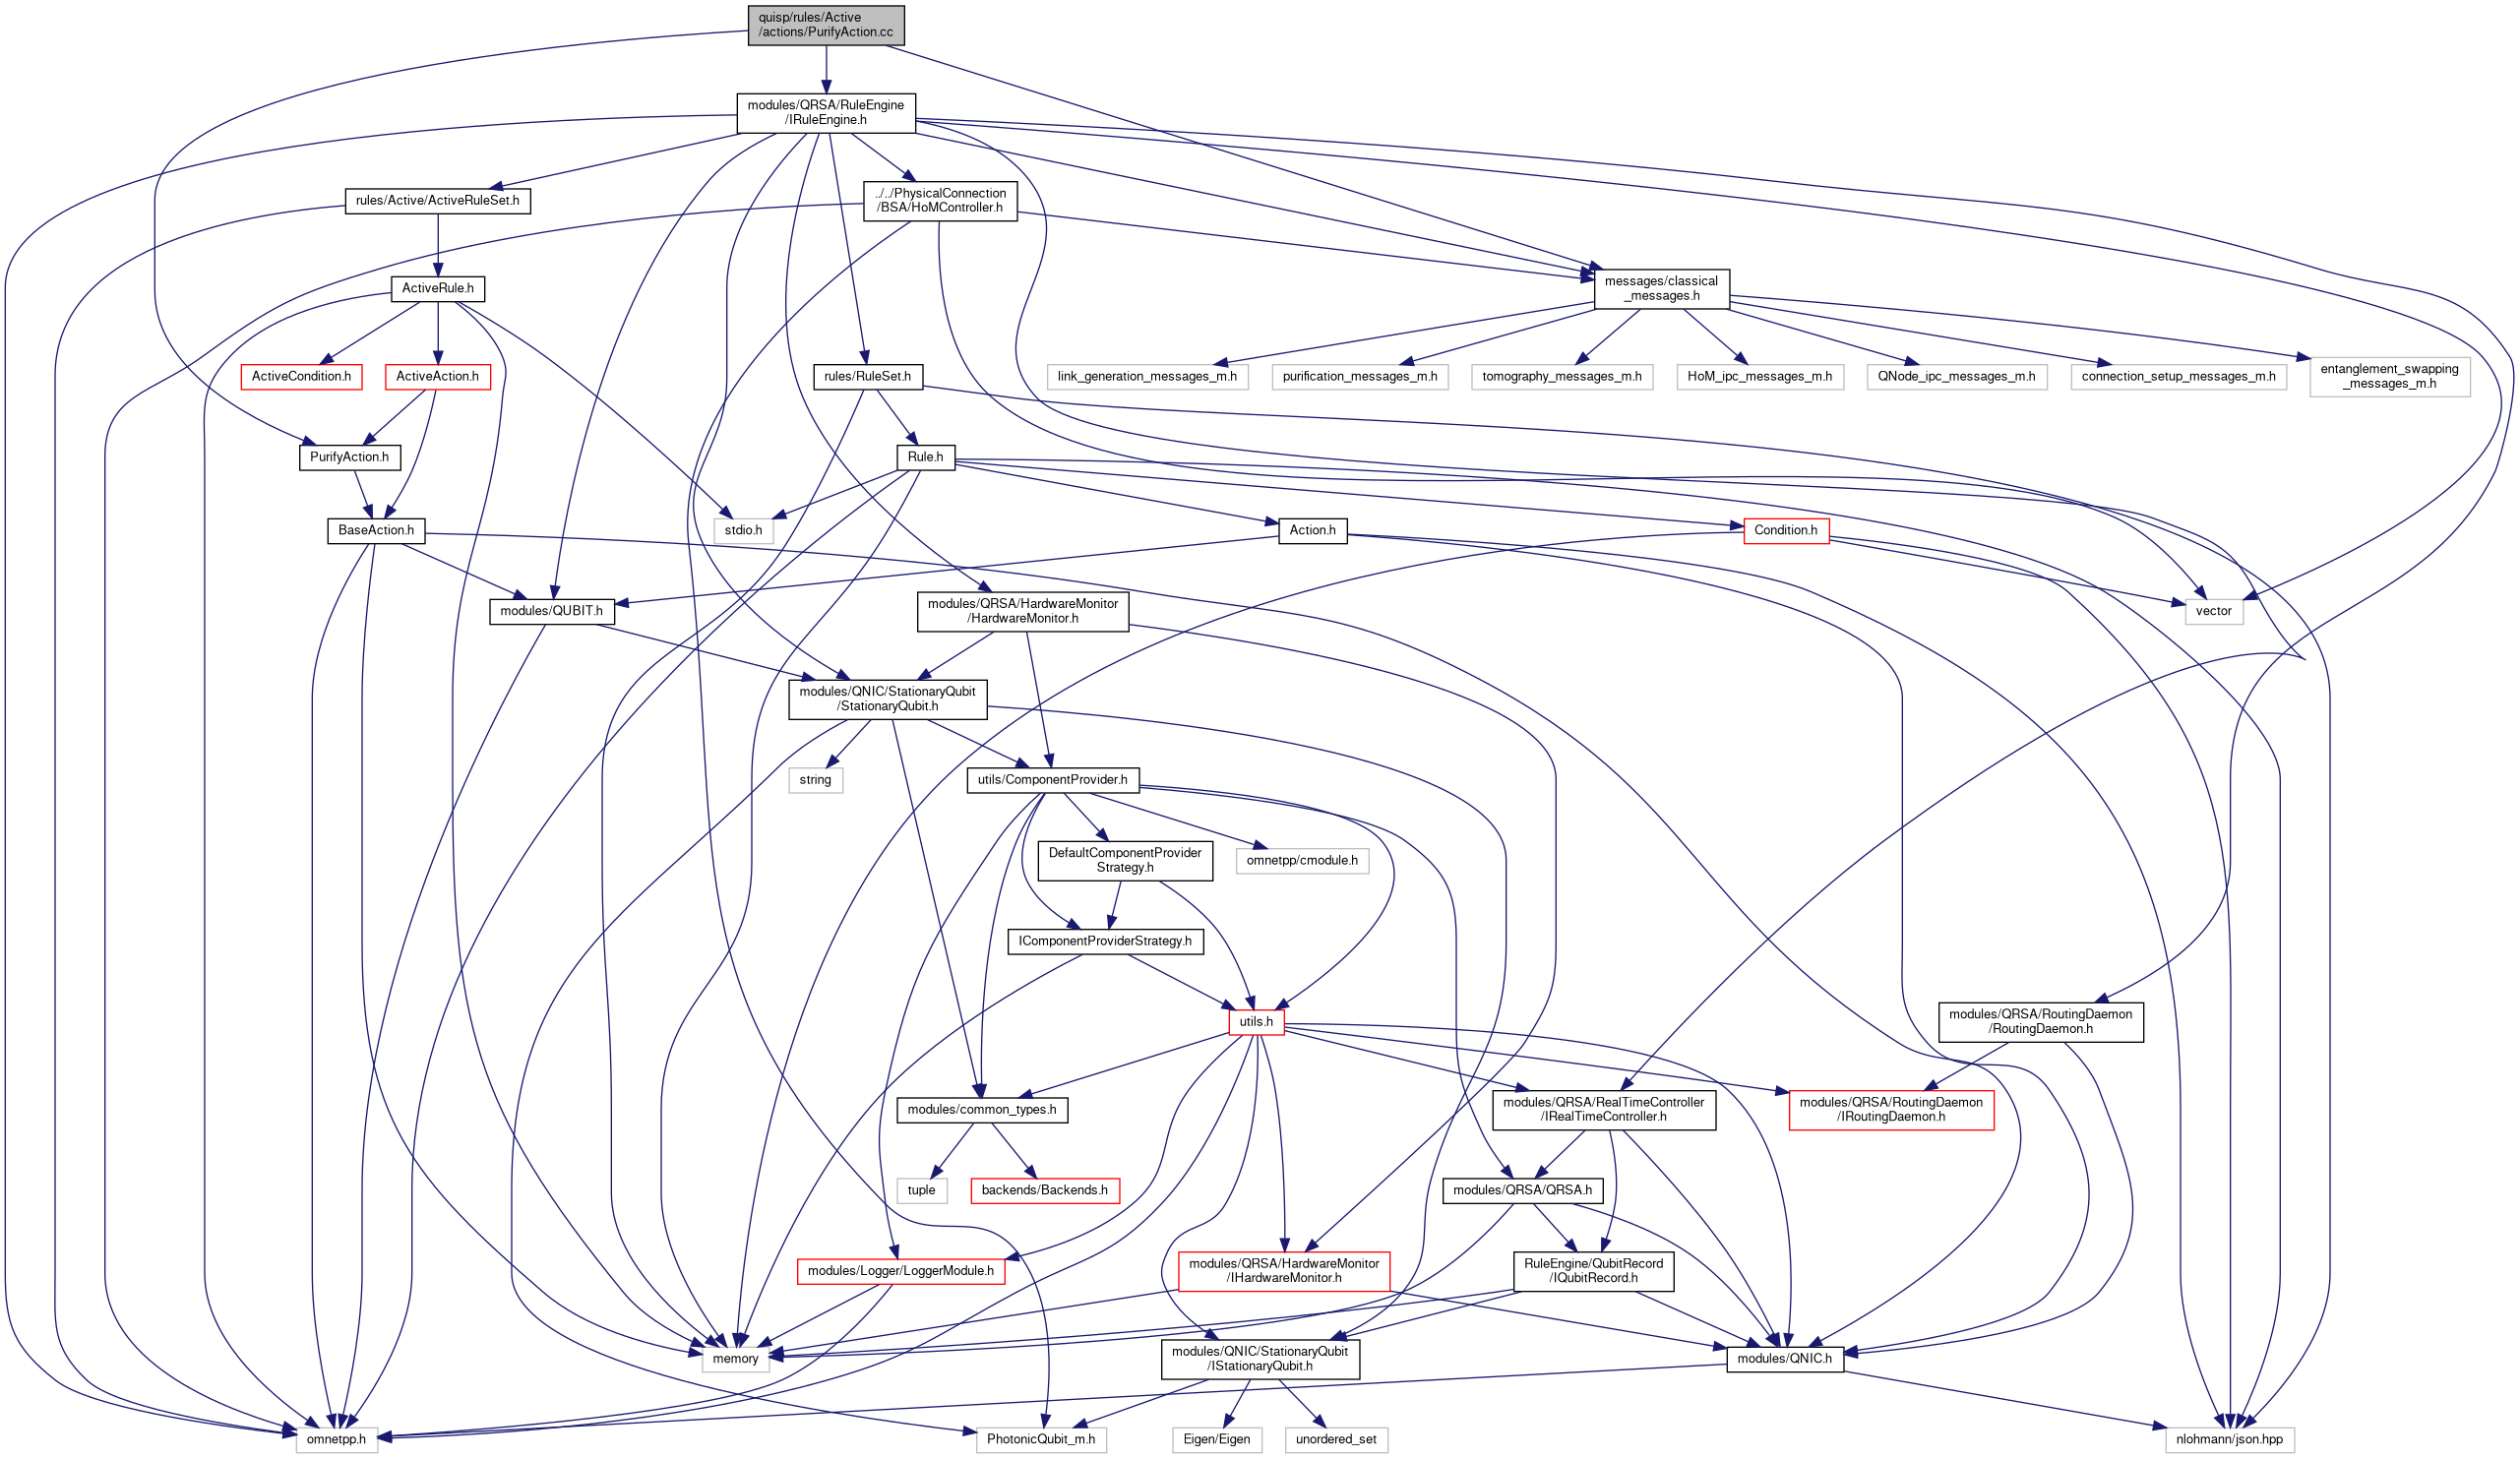 quisp/rules/Active
/actions/PurifyAction.cc
modules/QRSA/RuleEngine
/IRuleEngine.h
rules/Active/ActiveRuleSet.h
../../PhysicalConnection
/BSA/HoMController.h
ActiveRule.h
messages/classical
_messages.h
ActiveCondition.h
ActiveAction.h
rules/RuleSet.h
link_generation_messages_m.h
purification_messages_m.h
tomography_messages_m.h
HoM_ipc_messages_m.h
QNode_ipc_messages_m.h
connection_setup_messages_m.h
entanglement_swapping
_messages_m.h
PurifyAction.h
Rule.h
BaseAction.h
stdio.h
Action.h
Condition.h
modules/QUBIT.h
modules/QRSA/HardwareMonitor
/HardwareMonitor.h
vector
modules/QNIC/StationaryQubit
/StationaryQubit.h
string
utils/ComponentProvider.h
DefaultComponentProvider
Strategy.h
omnetpp/cmodule.h
IComponentProviderStrategy.h
utils.h
modules/QRSA/RoutingDaemon
/RoutingDaemon.h
modules/common_types.h
modules/QRSA/RealTimeController
/IRealTimeController.h
modules/QRSA/RoutingDaemon
/IRoutingDaemon.h
tuple
backends/Backends.h
modules/QRSA/QRSA.h
modules/Logger/LoggerModule.h
modules/QRSA/HardwareMonitor
/IHardwareMonitor.h
RuleEngine/QubitRecord
/IQubitRecord.h
memory
modules/QNIC/StationaryQubit
/IStationaryQubit.h
modules/QNIC.h
omnetpp.h
PhotonicQubit_m.h
Eigen/Eigen
unordered_set
nlohmann/json.hpp